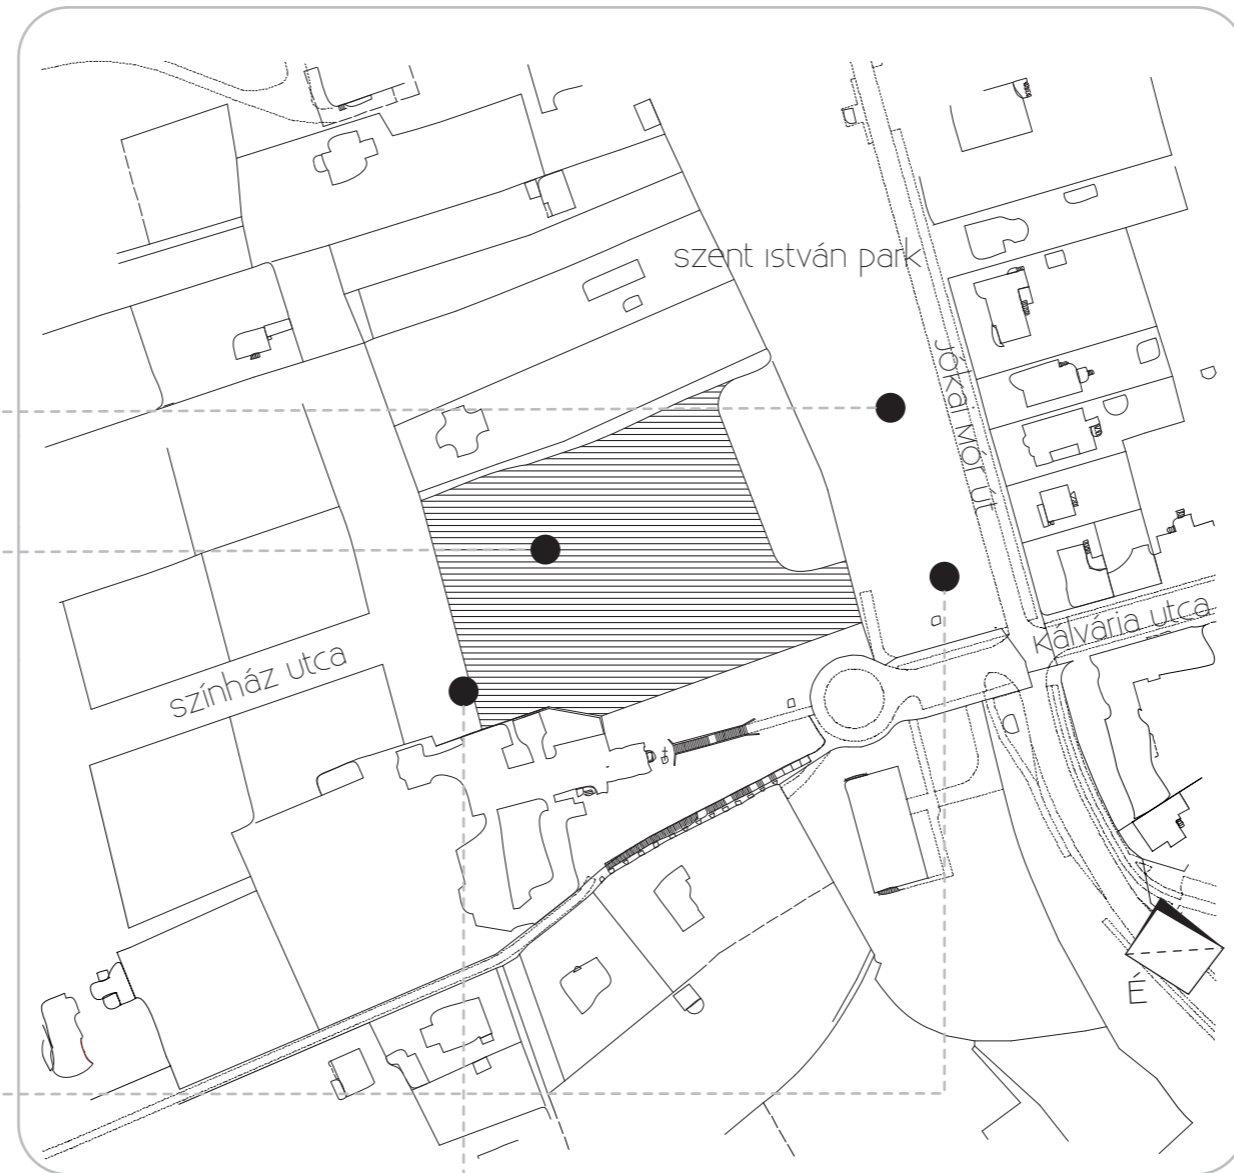 szent istván park
jókai mór út
kálvária utca
színház utca
É